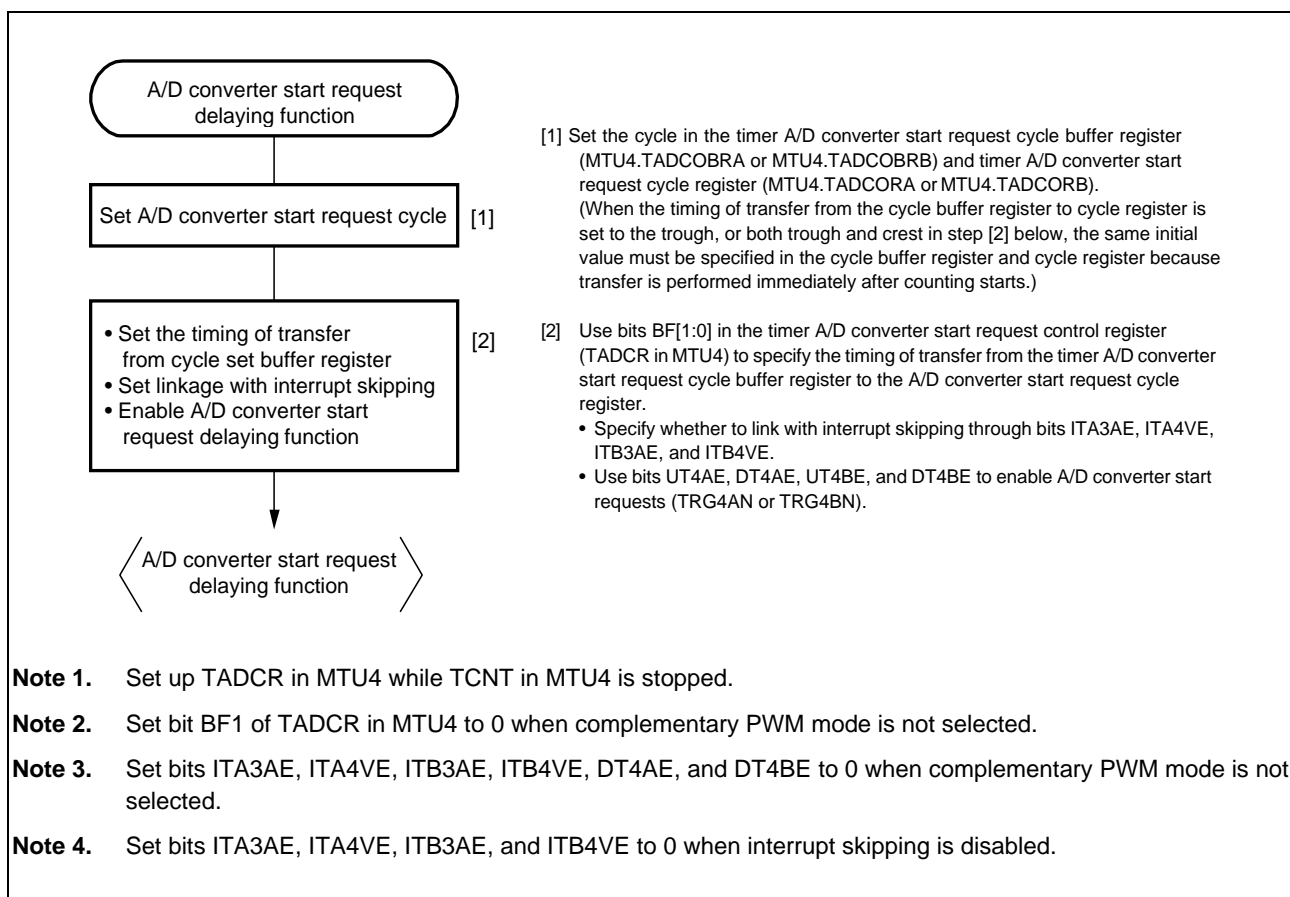 A/D converter start request
delaying function
Set A/D converter start request cycle
[1]
• Set the timing of transfer
from cycle set buffer register
• Set linkage with interrupt skipping
• Enable A/D converter start
request delaying function
[2]
A/D converter start request
delaying function
[1] Set the cycle in the timer A/D converter start request cycle buffer register
(MTU4.TADCOBRA or MTU4.TADCOBRB) and timer A/D converter start
request cycle register (MTU4.TADCORA or MTU4.TADCORB).
(When the timing of transfer from the cycle buffer register to cycle register is
set to the trough, or both trough and crest in step [2] below, the same initial
value must be specified in the cycle buffer register and cycle register because
transfer is performed immediately after counting starts.)
[2] Use bits BF[1:0] in the timer A/D converter start request control register
(TADCR in MTU4) to specify the timing of transfer from the timer A/D converter
start request cycle buffer register to the A/D converter start request cycle
register.
• Specify whether to link with interrupt skipping through bits ITA3AE, ITA4VE,
ITB3AE, and ITB4VE.
• Use bits UT4AE, DT4AE, UT4BE, and DT4BE to enable A/D converter start
requests (TRG4AN or TRG4BN).
Note 1. Set up TADCR in MTU4 while TCNT in MTU4 is stopped.
Note 2. Set bit BF1 of TADCR in MTU4 to 0 when complementary PWM mode is not selected.
Note 3. Set bits ITA3AE, ITA4VE, ITB3AE, ITB4VE, DT4AE, and DT4BE to 0 when complementary PWM mode is not
selected.
Note 4. Set bits ITA3AE, ITA4VE, ITB3AE, and ITB4VE to 0 when interrupt skipping is disabled.